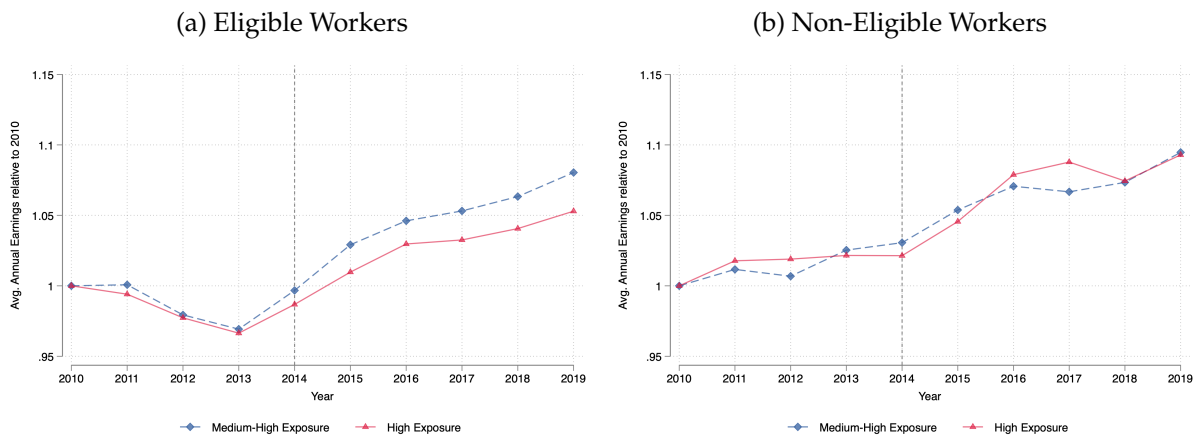 (a) Eligible Workers
Avg. Annual Earnings relative to 2010
1.15
1.1
1.05
1
.95
2010 2011 2012 2013 2014 2015 2016 2017 2018 2019
Year
Medium-High Exposure High Exposure
(b) Non-Eligible Workers
Avg. Annual Earnings relative to 2010
1.15
1.1
1.05
1
.95
2010 2011 2012 2013 2014 2015 2016 2017 2018 2019
Year
Medium-High Exposure High Exposure